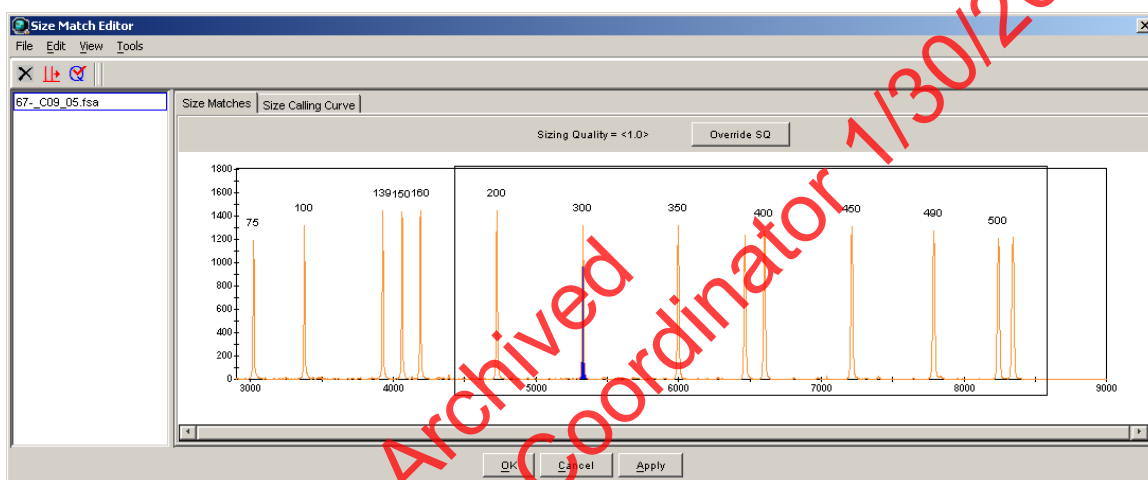 Size Match Editor
File Edit View Tools
67-_C09_05.fsa
Size Matches Size Calling Curve
Sizing Quality = <1.0> Override SQ
1800
1600
1400
1200
1000
800
600
400
200
0
75 100 139 150 160 200 300 350 400 450 490 500
3000 4000 5000 6000 7000 8000 9000
OK Cancel Apply
Archived
Coordinator 1/30/20